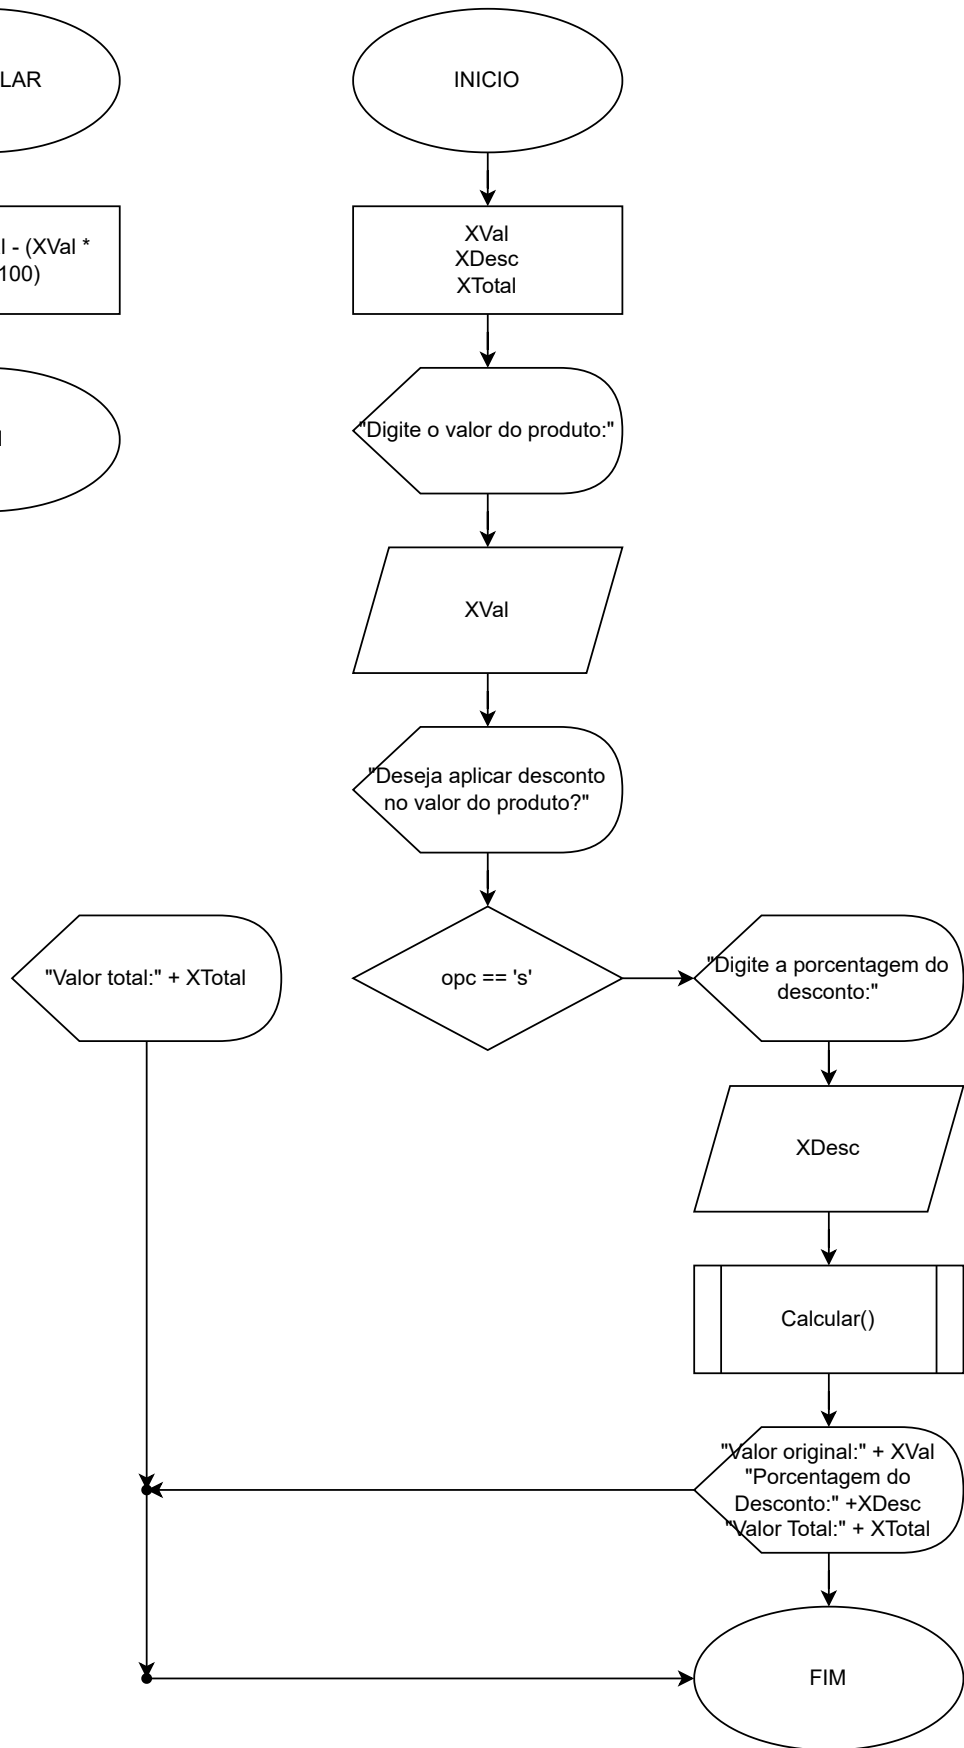 LAR
INICIO
l - (XVal *
100)
XVal
XDesc
XTotal
"Digite o valor do produto:"
XVal
"Deseja aplicar desconto
no valor do produto?"
"Valor total:" + XTotal
opc == 's'
"Digite a porcentagem do
desconto:"
XDesc
Calcular()
"Valor original:" + XVal
"Porcentagem do
Desconto:" +XDesc
"Valor Total:" + XTotal
FIM